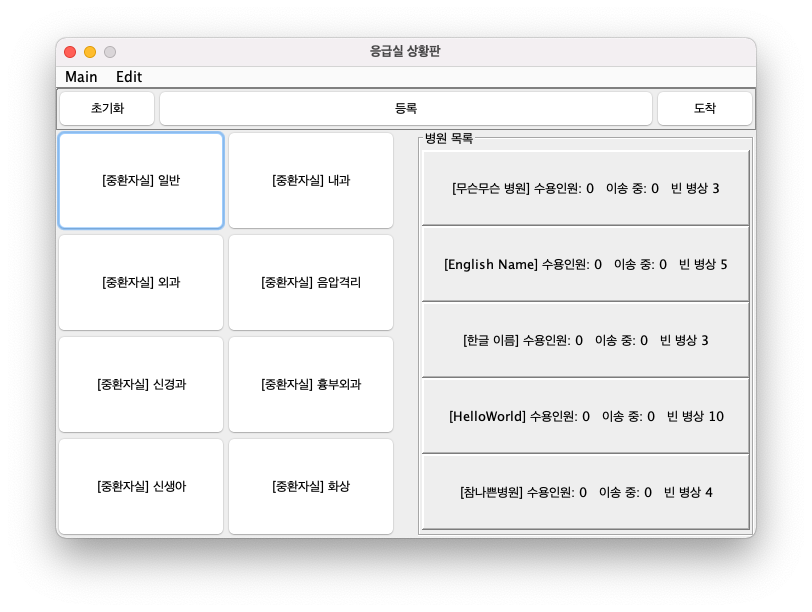 응급실 상황판
Main Edit
초기화 등록 도착
[중환자실] 일반 [중환자실] 내과
[중환자실] 외과 [중환자실] 음압격리
[중환자실] 신경과 [중환자실] 흉부외과
[중환자실] 신생아 [중환자실] 화상
병원 목록
[무슨무슨 병원] 수용인원: 0 이송 중: 0 빈 병상 3
[English Name] 수용인원: 0 이송 중: 0 빈 병상 5
[한글 이름] 수용인원: 0 이송 중: 0 빈 병상 3
[HelloWorld] 수용인원: 0 이송 중: 0 빈 병상 10
[참나쁜병원] 수용인원: 0 이송 중: 0 빈 병상 4